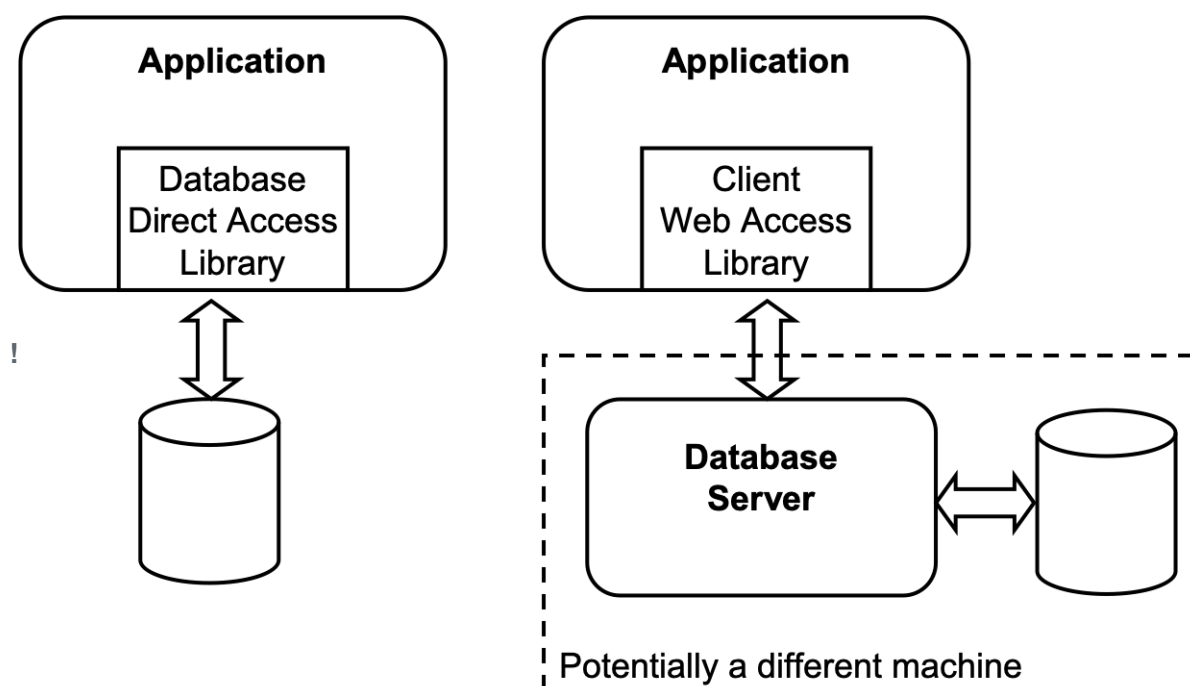 Application
Database
Direct Access
Library
!
Application
Client
Web Access
Library
Database
Server
Potentially a different machine